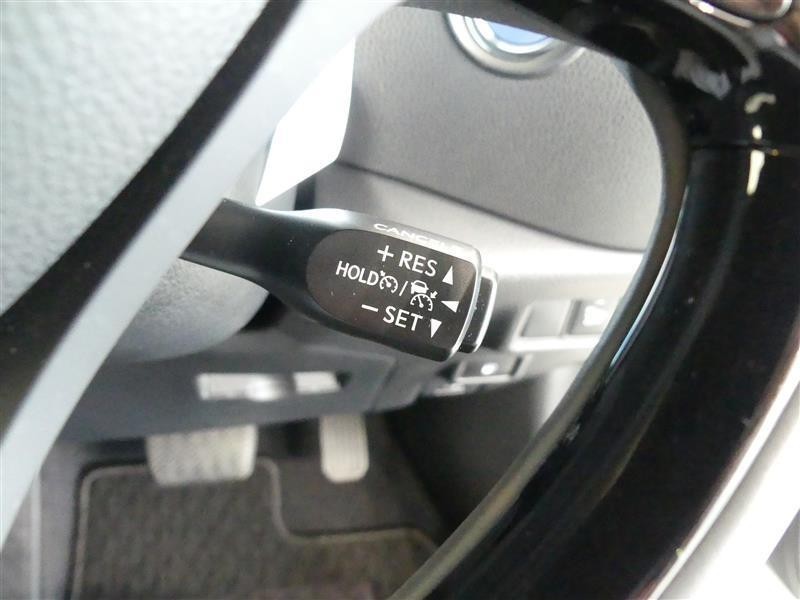 CANCEL
+ RES ▲
HOLD / ◀
– SET ▼